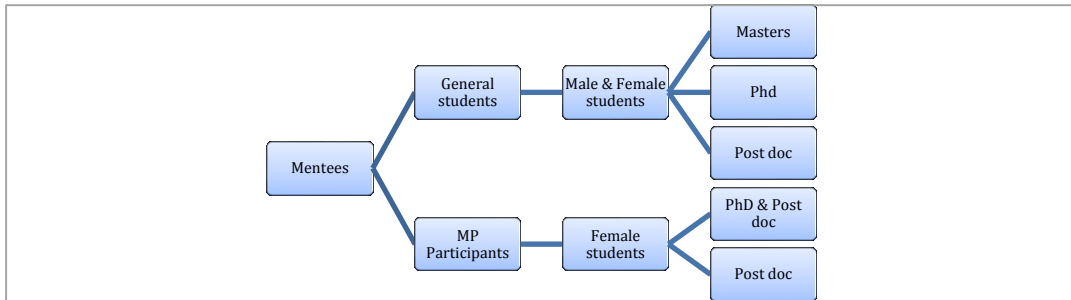 Masters
General
students
Male & Female
students
Phd
Post doc
Mentees
PhD & Post
doc
MP
Participants
Female
students
Post doc